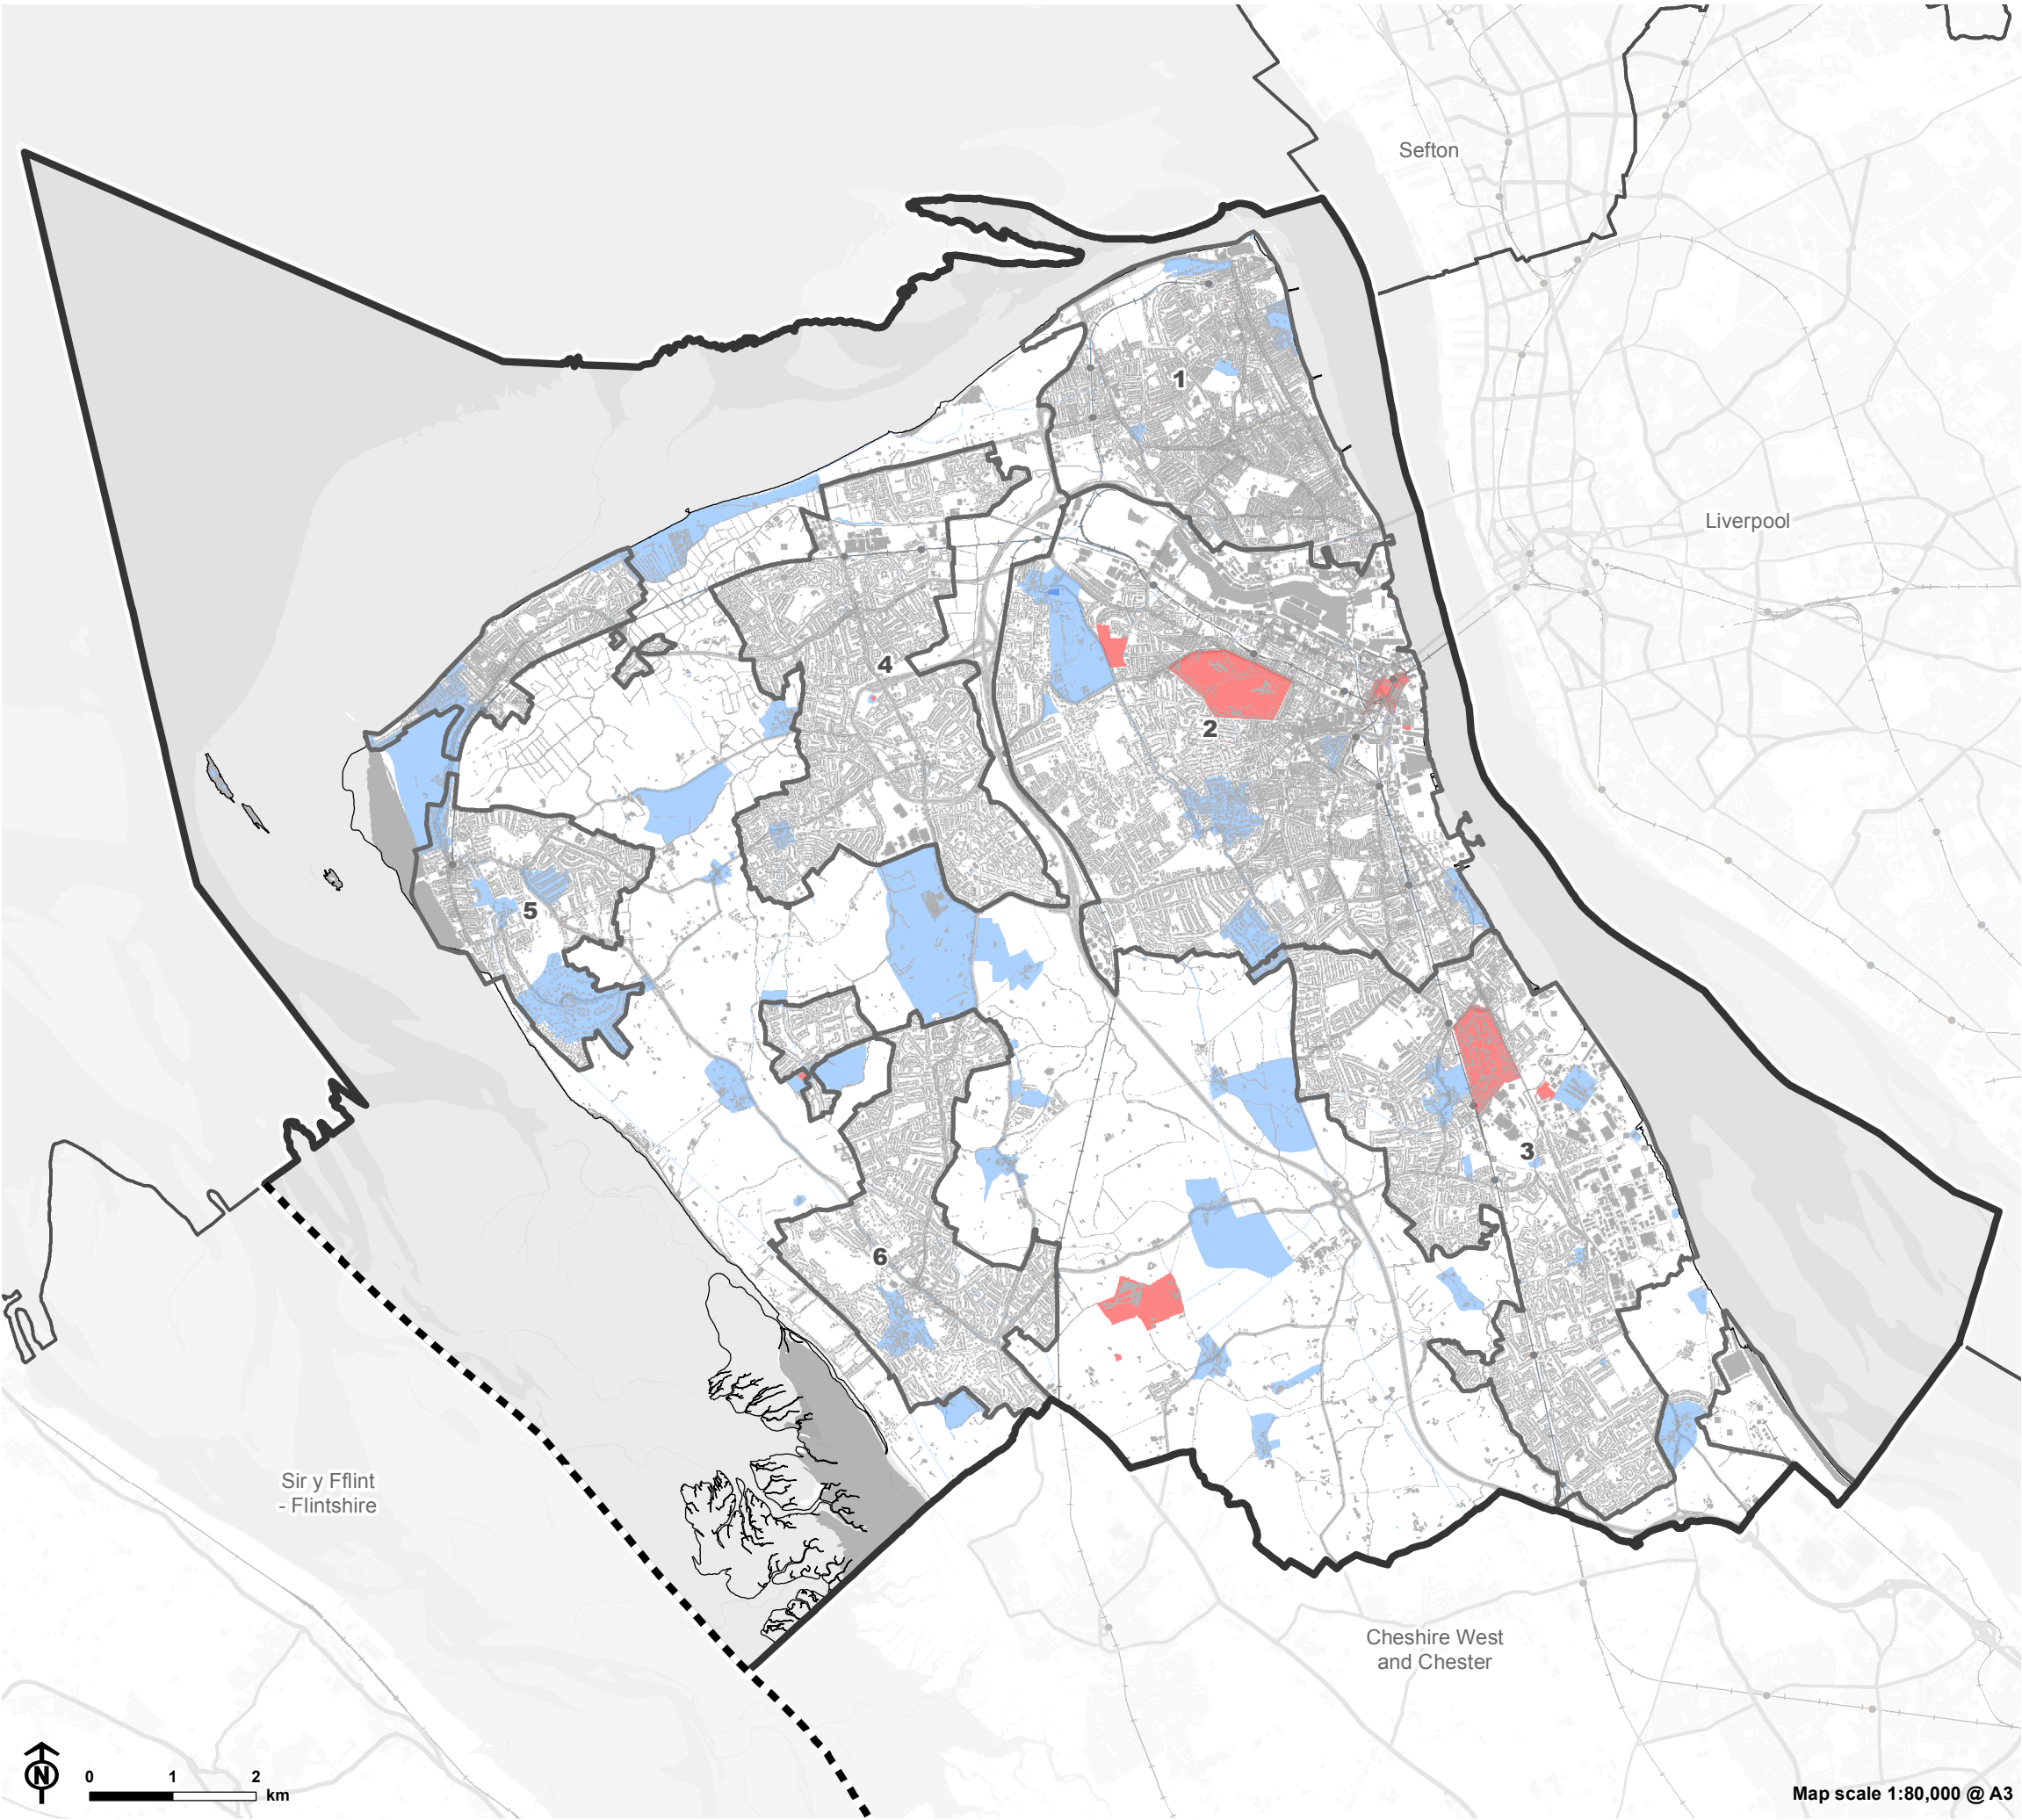 Sefton
Liverpool
1
4
2
5
3
6
Sir y Fflint
- Flintshire
Cheshire West
and Chester
N
0 1 2
km
Map scale 1:80,000 @ A3